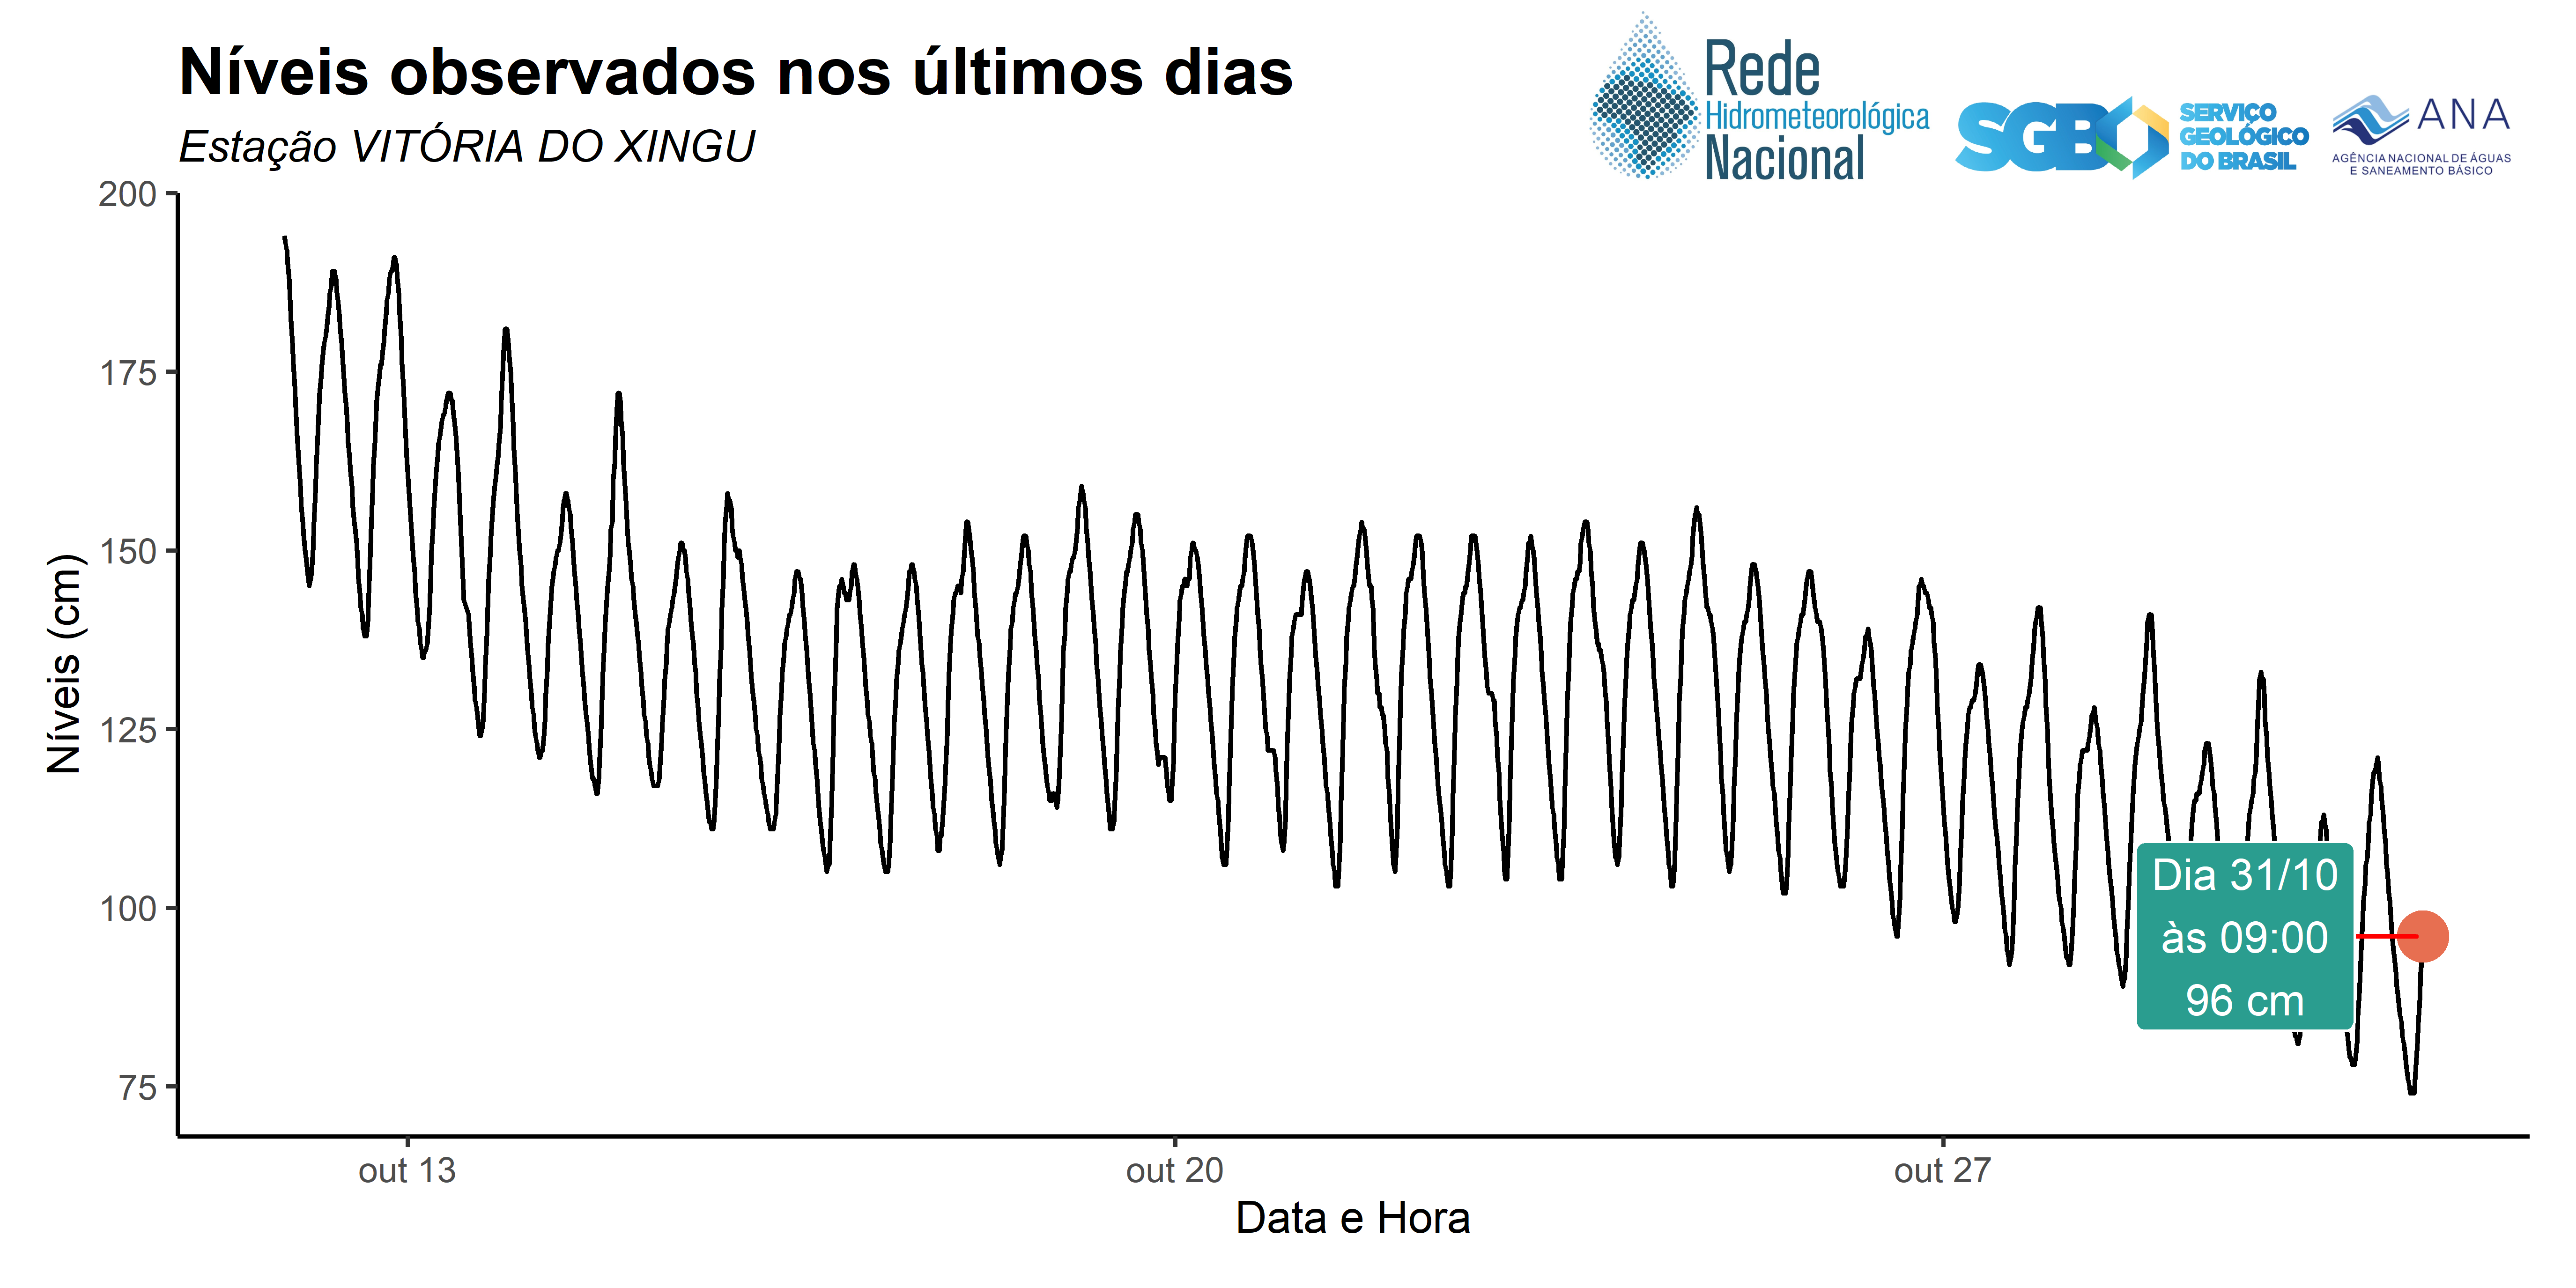 Níveis observados nos últimos dias
Estação VITÓRIA DO XINGU
Rede
Hidrometeorológica
Nacional
SGB
SERVIÇO
GEOLÓGICO
DO BRASIL
ANA
AGÊNCIA NACIONAL DE ÁGUAS
E SANEAMENTO BÁSICO
200
175
150
125
100
75
Níveis (cm)
Dia 31/10
às 09:00
96 cm
out 13
out 20
out 27
Data e Hora